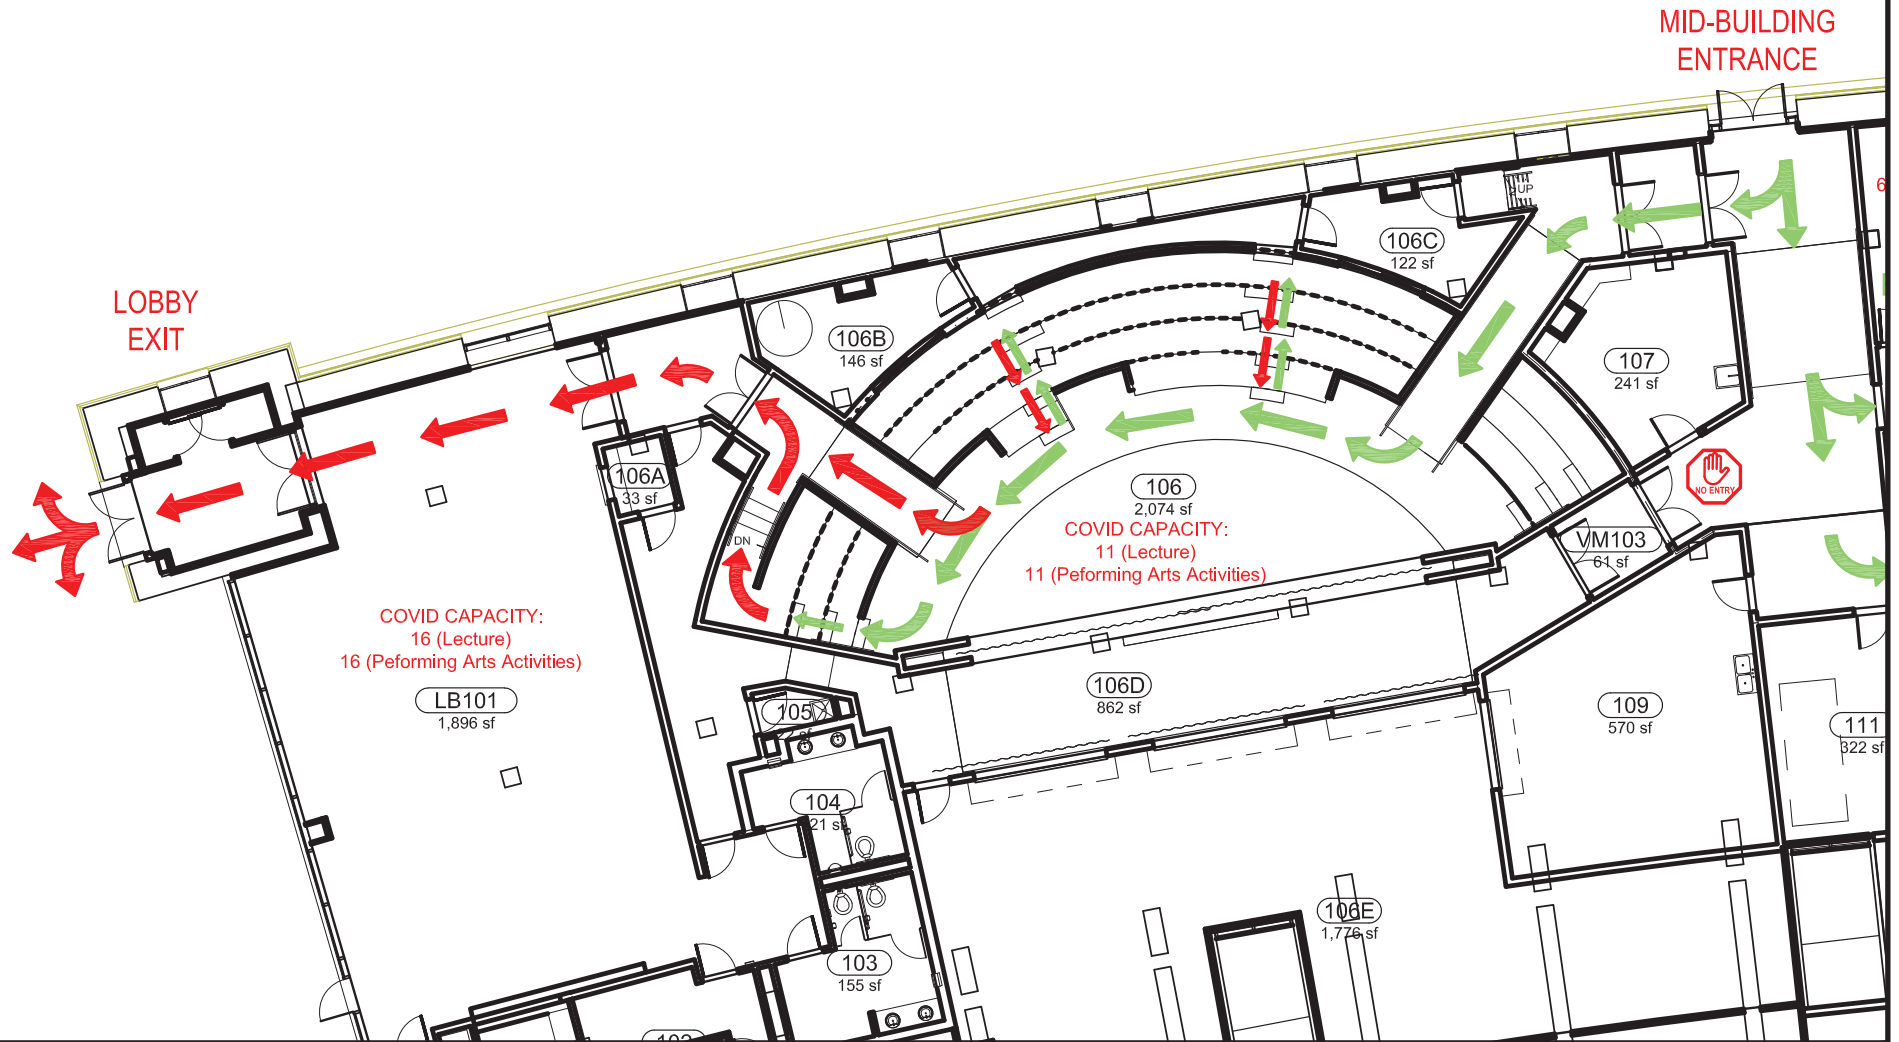 MID-BUILDING
ENTRANCE
UP
6
106C
122 sf
LOBBY
EXIT
106B
146 sf
107
241 sf
106A
33 sf
NO ENTRY
106
2,074 sf
COVID CAPACITY:
11 (Lecture)
11 (Peforming Arts Activities)
DN
VM103
61 sf
COVID CAPACITY:
16 (Lecture)
16 (Peforming Arts Activities)
LB101
1,896 sf
106D
862 sf
105
sf
109
570 sf
111
322 sf
104
21 sf
106E
1,776 sf
103
155 sf